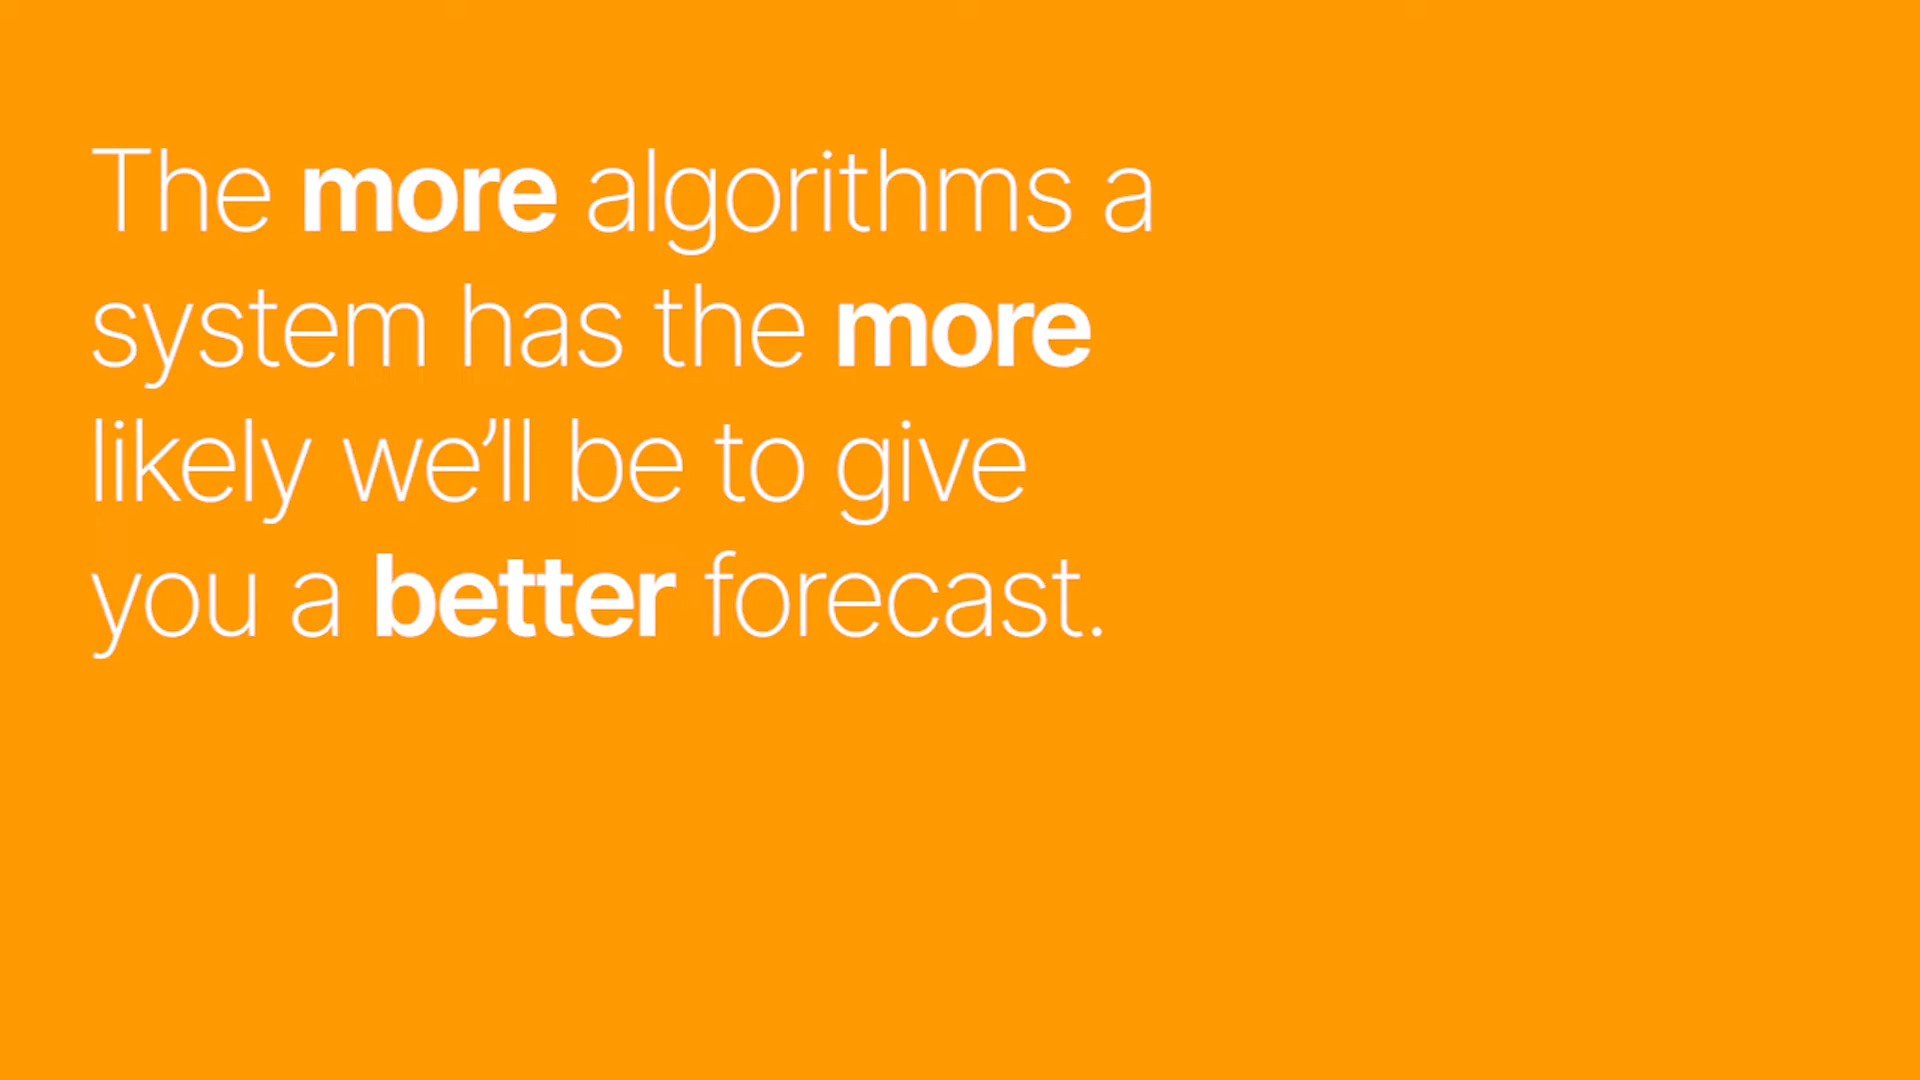 The more algorithms a
system has the more
likely we’ll be to give
you a better forecast.